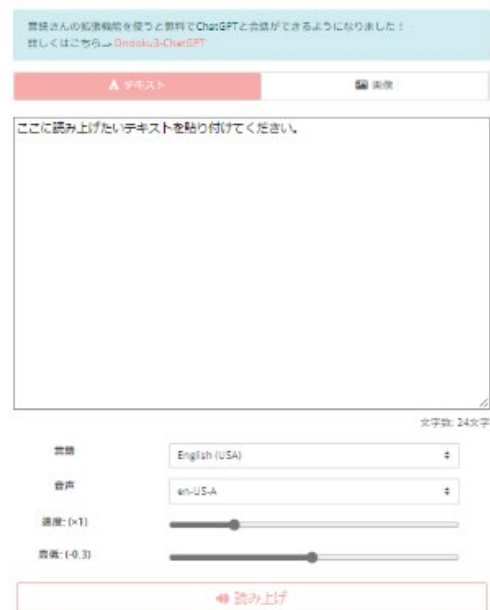 音読さんの拡張機能を使うと無料でChatGPTと会話ができるようになりました！
詳しくはこちら→ Ondoku3-ChatGPT
テキスト
画像
ここに読み上げたいテキストを貼り付けてください。
文字数: 24文字
言語
English (USA)
音声
en-US-A
速度: (×1)
高低: (-0.3)
読み上げ